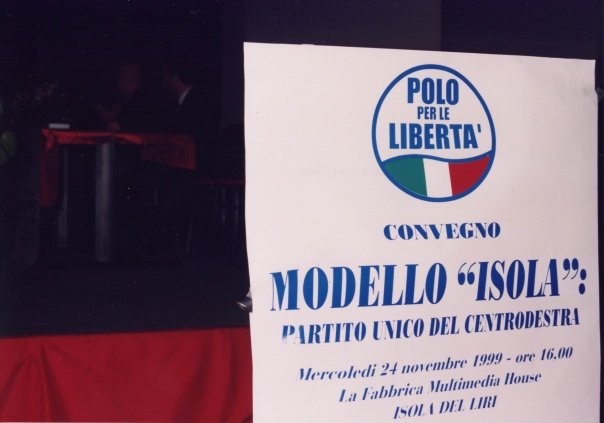 POLO
PER LE
LIBERTA'
CONVEGNO
MODELLO "ISOLA":
PARTITO UNICO DEL CENTRODESTRA
Mercoledi 24 novembre 1999 - ore 16,00
La Fabbrica Multimedia House
ISOLA DEL LIRI